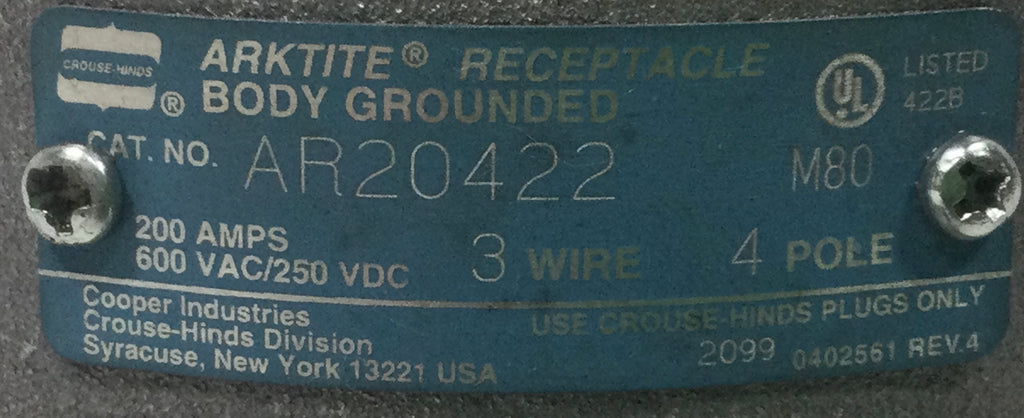 CROUSE-HINDS ®
ARKTITE® RECEPTACLE
BODY GROUNDED
UL LISTED
422B
CAT. NO. AR20422 M80
200 AMPS
600 VAC/250 VDC 3 WIRE 4 POLE
Cooper Industries
Crouse-Hinds Division
Syracuse, New York 13221 USA
USE CROUSE-HINDS PLUGS ONLY
2099 0402561 REV.4